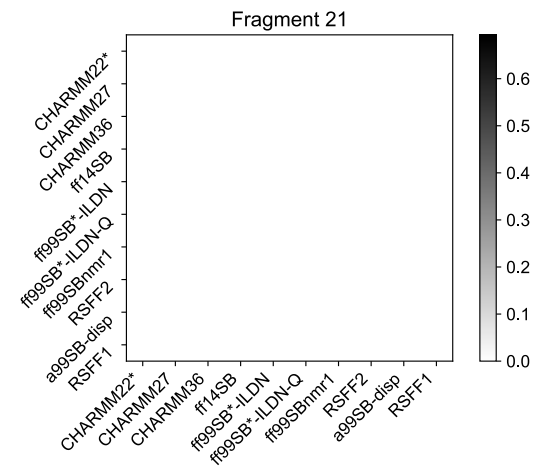 Fragment 21
CHARMM22*
CHARMM27
CHARMM36
ff14SB
ff99SB*-ILDN
ff99SB*-ILDN-Q
ff99SBnmr1
RSFF2
a99SB-disp
RSFF1
CHARMM22*
CHARMM27
CHARMM36
ff14SB
ff99SB*-ILDN
ff99SB*-ILDN-Q
ff99SBnmr1
RSFF2
a99SB-disp
RSFF1
0.6
0.5
0.4
0.3
0.2
0.1
0.0